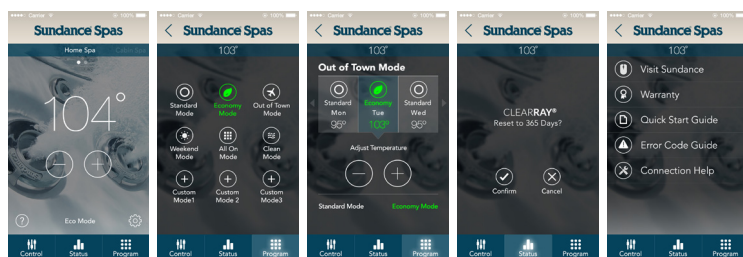 Carrier 100%
Sundance Spas
Home Spa Cabin Spa
104°
Eco Mode
Control Status Program
Carrier 100%
Sundance Spas
103°
Standard Mode
Economy Mode
Out of Town Mode
Weekend Mode
All On Mode
Clean Mode
Custom Mode1
Custom Mode 2
Custom Mode3
Control Status Program
Carrier 100%
Sundance Spas
103°
Out of Town Mode
Standard Mon 95°
Economy Tue 103°
Standard Wed 95°
Adjust Temperature
Standard Mode Economy Mode
Control Status Program
Carrier 100%
Sundance Spas
103°
CLEARRAY®
Reset to 365 Days?
Confirm Cancel
Control Status Program
Carrier 100%
Sundance Spas
103°
Visit Sundance
Warranty
Quick Start Guide
Error Code Guide
Connection Help
Control Status Program